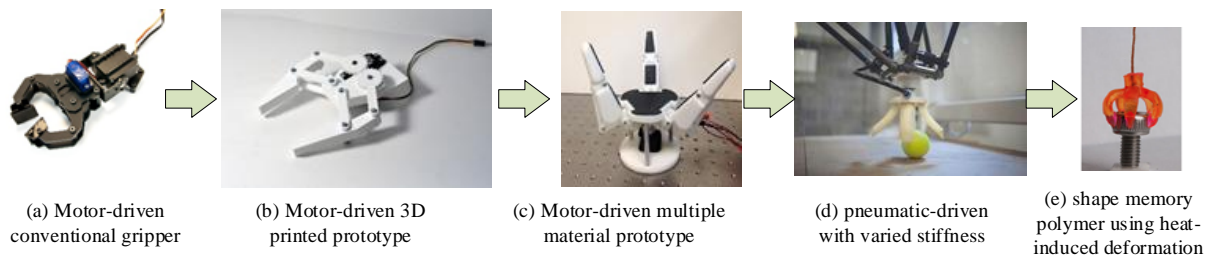 (a) Motor-driven
conventional gripper
(b) Motor-driven 3D
printed prototype
(c) Motor-driven multiple
material prototype
(d) pneumatic-driven
with varied stiffness
(e) shape memory
polymer using heat-
induced deformation